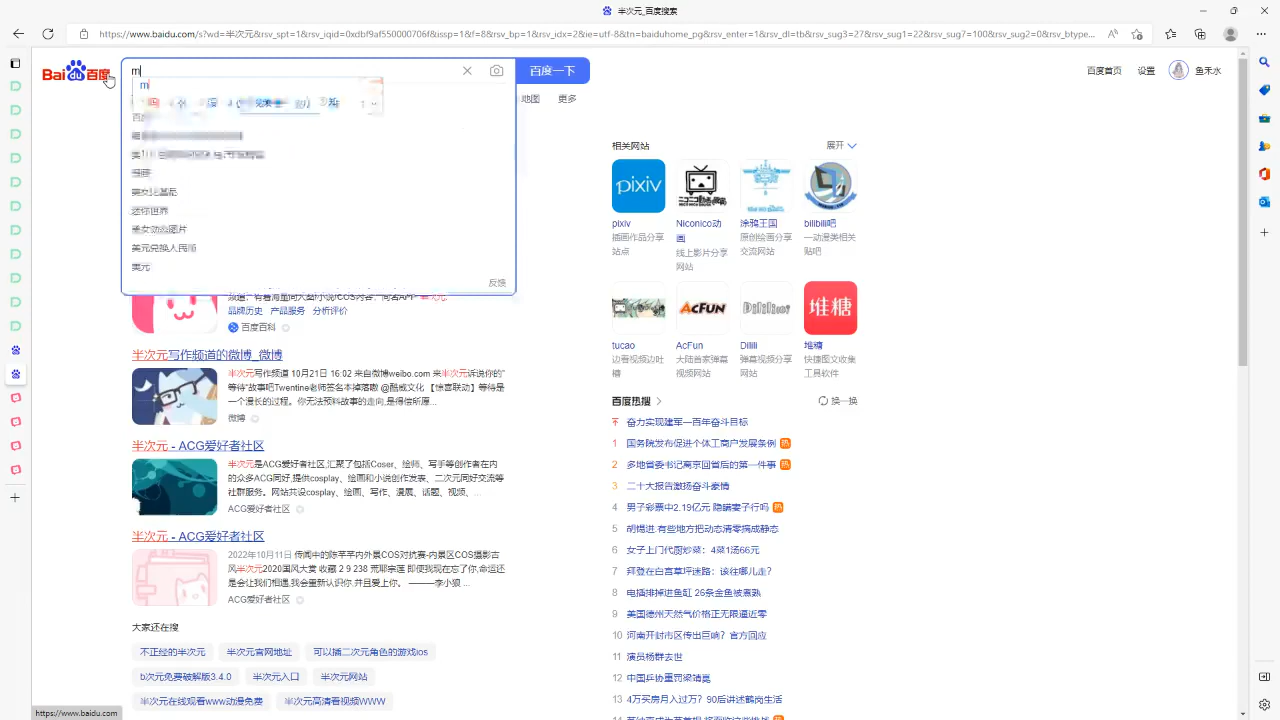 半次元_百度搜索
https://www.baidu.com/s?wd=半次元&rsv_spt=1&rsv_iqid=0xdbf9af550000706f&issp=1&f=8&rsv_bp=1&rsv_idx=2&ie=utf-8&tn=baiduhome_pg&rsv_enter=1&rsv_dl=tb&rsv_sug3=27&rsv_sug1=22&rsv_sug7=100&rsv_sug2=0&rsv_btype...
Bai du 百度
m
百度一下
百度首页 设置 鱼禾水
m
地图 更多
迷你世界
美女动态图片
美元兑换人民币
美元
反馈
相关网站
展开
pixiv
pixiv
插画作品分享站点
Niconico动画
线上影片分享网站
涂鸦王国
原创绘画分享交流网站
bilibili吧
一动漫类相关贴吧
tucao
边看视频边吐槽
AcFun
AcFun
大陆首家弹幕视频网站
Dilili
弹幕视频分享网站
堆糖
堆糖
快捷图文收集工具软件
品牌历史 产品服务 分析评价
百度百科
半次元写作频道的微博_微博
半次元写作频道 10月21日 16:02 来自微博weibo.com 来半次元诉说你的"
等待"故事吧Twentine老师签名本掉落嗷 @酷威文化 【惊喜联动】等待是
一个漫长的过程。你无法预料故事的走向,是得偿所愿...
微博
半次元 - ACG爱好者社区
半次元是ACG爱好者社区,汇聚了包括Coser、绘师、写手等创作者在内
的众多ACG同好,提供cosplay、绘画和小说创作发表、二次元同好交流等
社群服务。网站共设cosplay、绘画、写作、漫展、话题、视频、...
ACG爱好者社区
半次元 - ACG爱好者社区
2022年10月11日 传闻中的陈芊芊内外景COS对抗赛-内景区COS摄影古
风半次元2020国风大赏 收藏 2 9 238 荒耶宗莲 即使我现在忘了你,命运还
是会让我们相遇,我会重新认识你,并且爱上你。 ———李小狼 ...
ACG爱好者社区
大家还在搜
不正经的半次元 半次元官网地址 可以插二次元角色的游戏ios
b次元免费破解版3.4.0 半次元入口 半次元网站
半次元在线观看www动漫免费 半次元高清看视频WWW
百度热搜
换一换
奋力实现建军一百年奋斗目标
1 国务院发布促进个体工商户发展条例 热
2 多地省委书记离京回省后的第一件事 热
3 二十大报告激扬奋斗豪情
4 男子彩票中2.19亿元 隐瞒妻子行吗 热
5 胡锡进:有些地方把动态清零搞成静态
6 女子上门代厨炒菜：4菜1汤66元
7 拜登在白宫草坪迷路：该往哪儿走?
8 电插排掉进鱼缸 26条金鱼被煮熟
9 美国德州天然气价格正无限逼近零
10 河南开封市区传出巨响？官方回应
11 演员杨群去世
12 中国乒协重罚梁靖崑
13 4万买房月入过万？90后讲述鹤岗生活
https://www.baidu.com